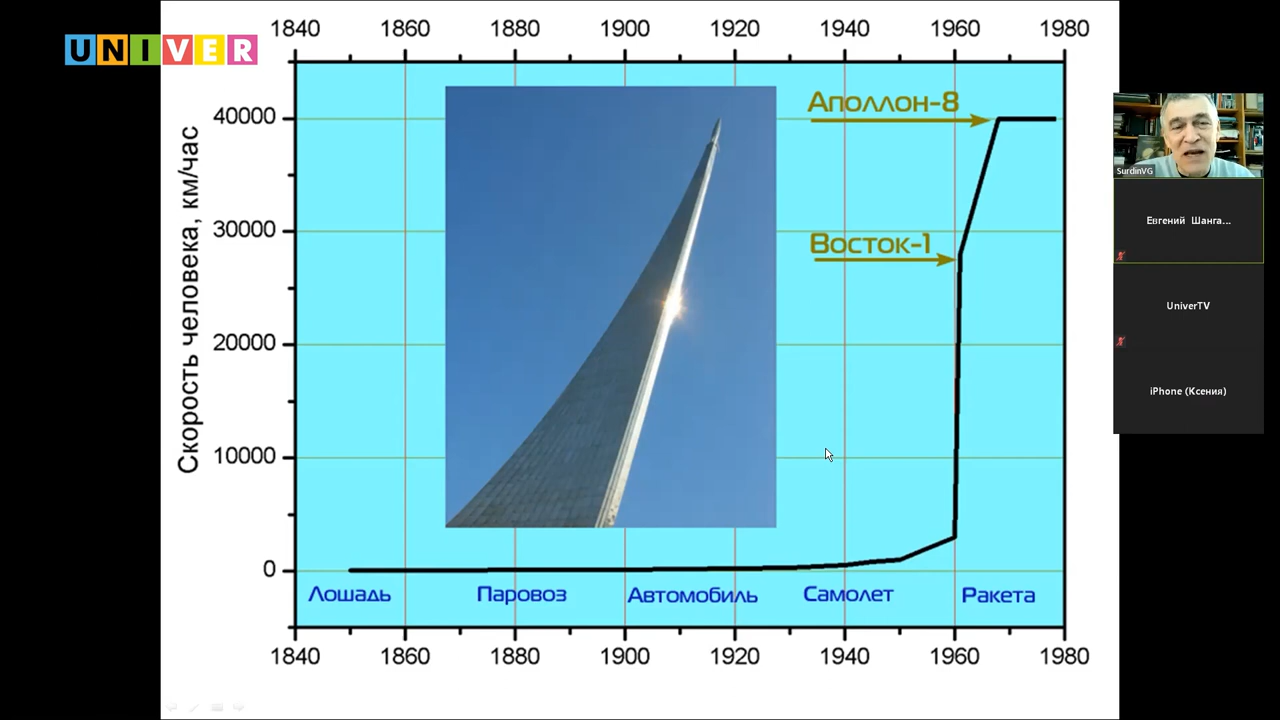 UNIVER
1840 1860 1880 1900 1920 1940 1960 1980
Скорость человека, км/час
40000
30000
20000
10000
0
Аполлон-8
Восток-1
Лошадь Паровоз Автомобиль Самолет Ракета
1840 1860 1880 1900 1920 1940 1960 1980
SurdinVG
Евгений Шанга...
UniverTV
iPhone (Ксения)